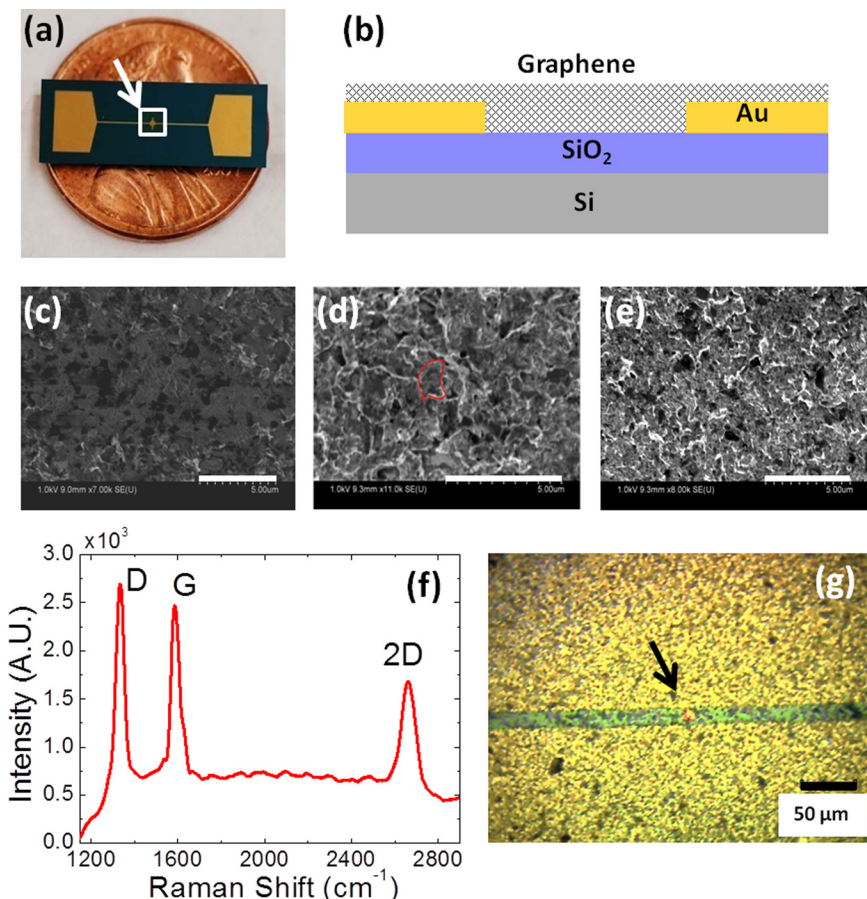 (a)
(b)
Graphene
Au
SiO₂
Si
(c)
1.0kV 9.0mm x7.00k SE(U)
5.00um
(d)
1.0kV 9.3mm x11.0k SE(U)
5.00um
(e)
1.0kV 9.3mm x8.00k SE(U)
5.00um
(f)
×10³
3.0
2.5
2.0
1.5
1.0
0.5
0.0
Intensity (A.U.)
D
G
2D
1200 1600 2000 2400 2800
Raman Shift (cm⁻¹)
(g)
50 µm